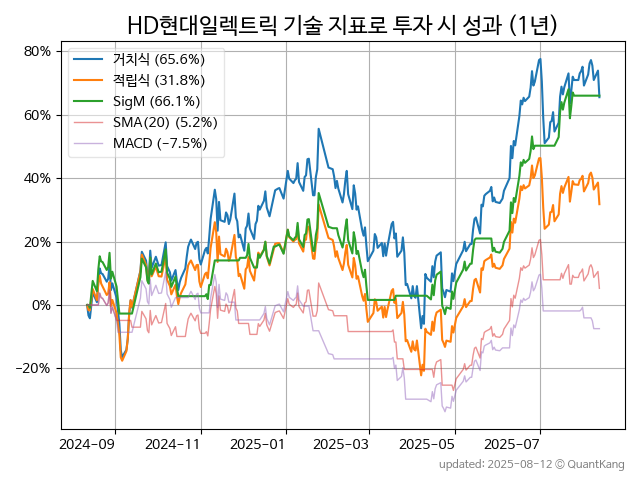 HD현대일렉트릭 기술 지표로 투자 시 성과 (1년)
80%
60%
40%
20%
0%
−20%
거치식 (65.6%)
적립식 (31.8%)
SigM (66.1%)
SMA(20) (5.2%)
MACD (−7.5%)
2024−09
2024−11
2025−01
2025−03
2025−05
2025−07
updated: 2025-08-12 © QuantKang